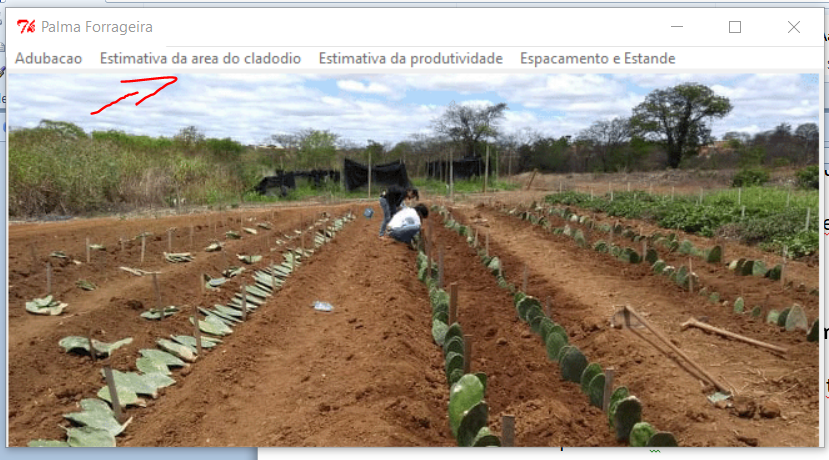 Palma Forrageira
Adubacao Estimativa da area do cladodio Estimativa da produtividade Espacamento e Estande